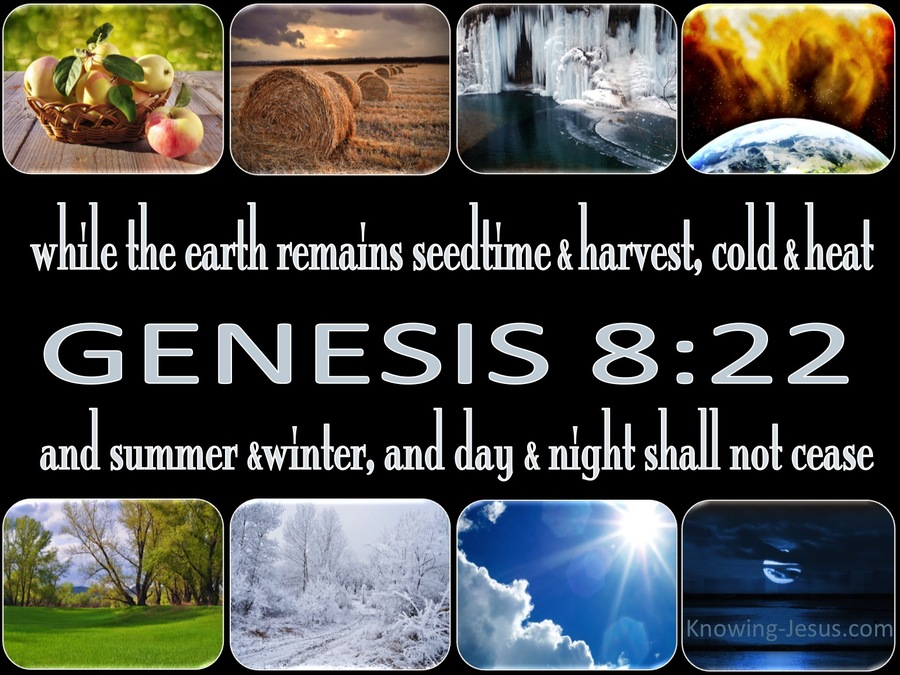 while the earth remains seedtime & harvest, cold & heat
GENESIS 8:22
and summer &winter, and day & night shall not cease
Knowing-Jesus.com